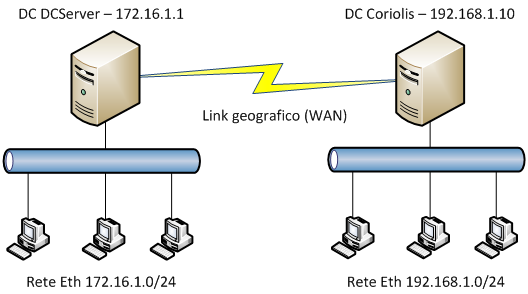 DC DCServer – 172.16.1.1
DC Coriolis – 192.168.1.10
Link geografico (WAN)
Rete Eth 172.16.1.0/24
Rete Eth 192.168.1.0/24